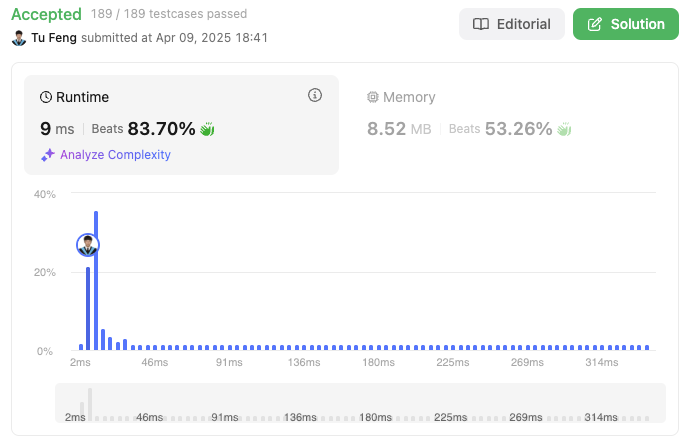 Accepted 189 / 189 testcases passed
Editorial
Solution
Tu Feng submitted at Apr 09, 2025 18:41
Runtime
9 ms Beats 83.70%
Analyze Complexity
Memory
8.52 MB Beats 53.26%
40%
20%
0%
2ms 46ms 91ms 136ms 180ms 225ms 269ms 314ms
2ms 46ms 91ms 136ms 180ms 225ms 269ms 314ms